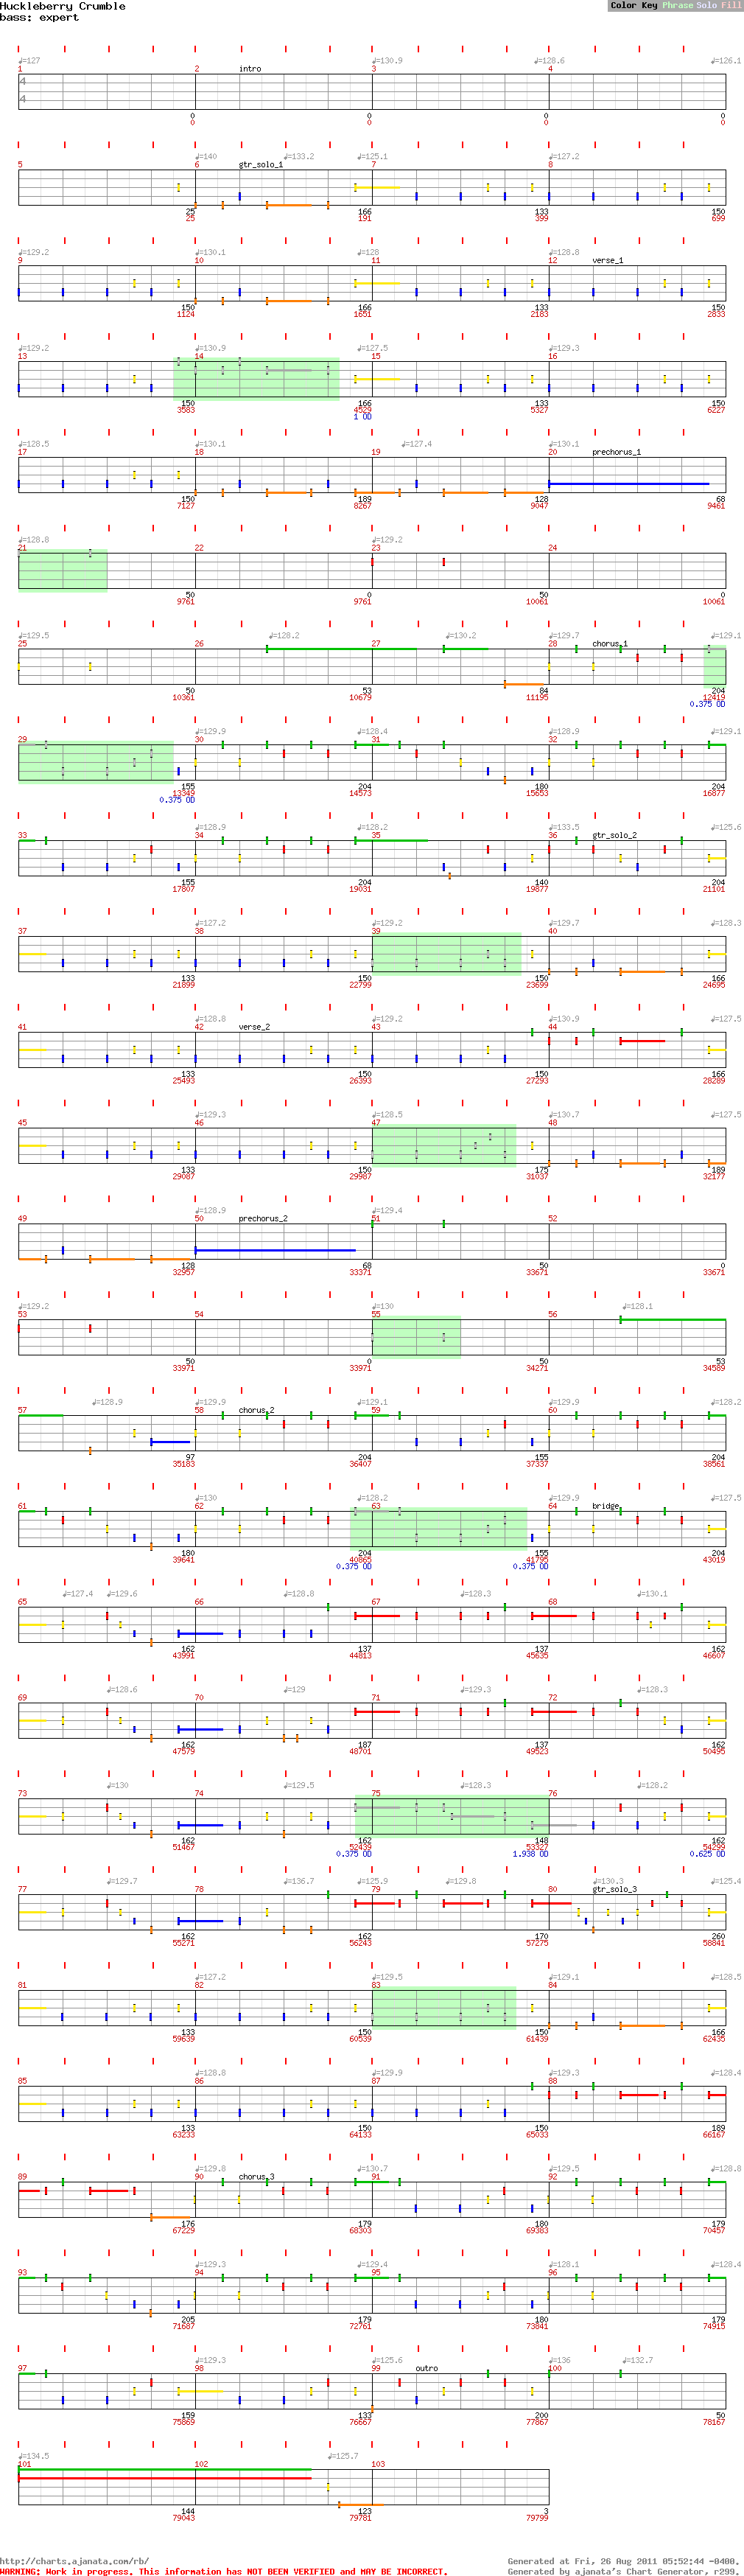 Huckleberry Crumble Color Key Phrase Solo Fill
bass: expert
♩=127 ♩=130.9 ♩=128.6 ♩=126.1
1 2 intro 3 4
4
4
0 0 0 0
0 0 0 0
♩=140 ♩=133.2 ♩=125.1 ♩=127.2
5 6 gtr_solo_1 7 8
25 166 133 150
25 191 399 699
♩=129.2 ♩=130.1 ♩=128 ♩=128.8
9 10 11 12 verse_1
150 166 133 150
1124 1651 2183 2833
♩=129.2 ♩=130.9 ♩=127.5 ♩=129.3
13 14 15 16
150 166 133 150
3583 4529 5327 6227
1 OD
♩=128.5 ♩=130.1 ♩=127.4 ♩=130.1
17 18 19 20 prechorus_1
150 189 128 68
7127 8267 9047 9461
♩=128.8 ♩=129.2
21 22 23 24
50 0 50 0
9761 9761 10061 10061
♩=129.5 ♩=128.2 ♩=130.2 ♩=129.7 ♩=129.1
25 26 27 28 chorus_1
50 53 84 204
10361 10679 11195 12419
0.375 OD
♩=129.9 ♩=128.4 ♩=128.9 ♩=129.1
29 30 31 32
155 204 180 204
13349 14573 15653 16877
0.375 OD
♩=128.9 ♩=128.2 ♩=133.5 ♩=125.6
33 34 35 gtr_solo_2 36
155 204 140 204
17807 19031 19877 21101
♩=127.2 ♩=129.2 ♩=129.7 ♩=128.3
37 38 39 40
133 150 150 166
21899 22799 23699 24695
♩=128.8 ♩=129.2 ♩=130.9 ♩=127.5
41 42 verse_2 43 44
133 150 150 166
25493 26393 27293 28289
♩=129.3 ♩=128.5 ♩=130.7 ♩=127.5
45 46 47 48
133 150 175 189
29087 29987 31037 32177
♩=128.9 ♩=129.4
49 50 prechorus_2 51 52
128 68 50 0
32957 33371 33671 33671
♩=129.2 ♩=130 ♩=128.1
53 54 55 56
50 0 50 53
33971 33971 34271 34589
♩=128.9 ♩=129.9 ♩=129.1 ♩=129.9 ♩=128.2
57 58 chorus_2 59 60
97 204 155 204
35183 36407 37337 38561
♩=130 ♩=128.2 ♩=129.9 ♩=127.5
61 62 63 64 bridge
180 204 155 204
39641 40865 41795 43019
0.375 OD 0.375 OD
♩=127.4 ♩=129.6 ♩=128.8 ♩=128.3 ♩=130.1
65 66 67 68
162 137 137 162
43991 44813 45635 46607
♩=128.6 ♩=129 ♩=129.3 ♩=128.3
69 70 71 72
162 187 137 162
47579 48701 49523 50495
♩=130 ♩=129.5 ♩=128.3 ♩=128.2
73 74 75 76
162 162 148 162
51467 52439 53327 54299
0.375 OD 1.938 OD 0.625 OD
♩=129.7 ♩=136.7 ♩=125.9 ♩=129.8 ♩=130.3 ♩=125.4
77 78 79 80 gtr_solo_3
162 162 170 260
55271 56243 57275 58841
♩=127.2 ♩=129.5 ♩=129.1 ♩=128.5
81 82 83 84
133 150 150 166
59639 60539 61439 62435
♩=128.8 ♩=129.9 ♩=129.3 ♩=128.4
85 86 87 88
133 150 150 189
63233 64133 65033 66167
♩=129.8 ♩=130.7 ♩=129.5 ♩=128.8
89 90 chorus_3 91 92
176 179 180 179
67229 68303 69383 70457
♩=129.3 ♩=129.4 ♩=128.1 ♩=128.4
93 94 95 96
205 179 180 179
71687 72761 73841 74915
♩=129.3 ♩=125.6 ♩=136 ♩=132.7
97 98 99 outro 100
159 133 200 50
75869 76667 77867 78167
♩=134.5 ♩=125.7
101 102 103
144 123 3
79043 79781 79799
http://charts.ajanata.com/rb/ Generated at Fri, 26 Aug 2011 05:52:44 -0400.
WARNING: Work in progress. This information has NOT BEEN VERIFIED and MAY BE INCORRECT. Generated by ajanata's Chart Generator, r299.